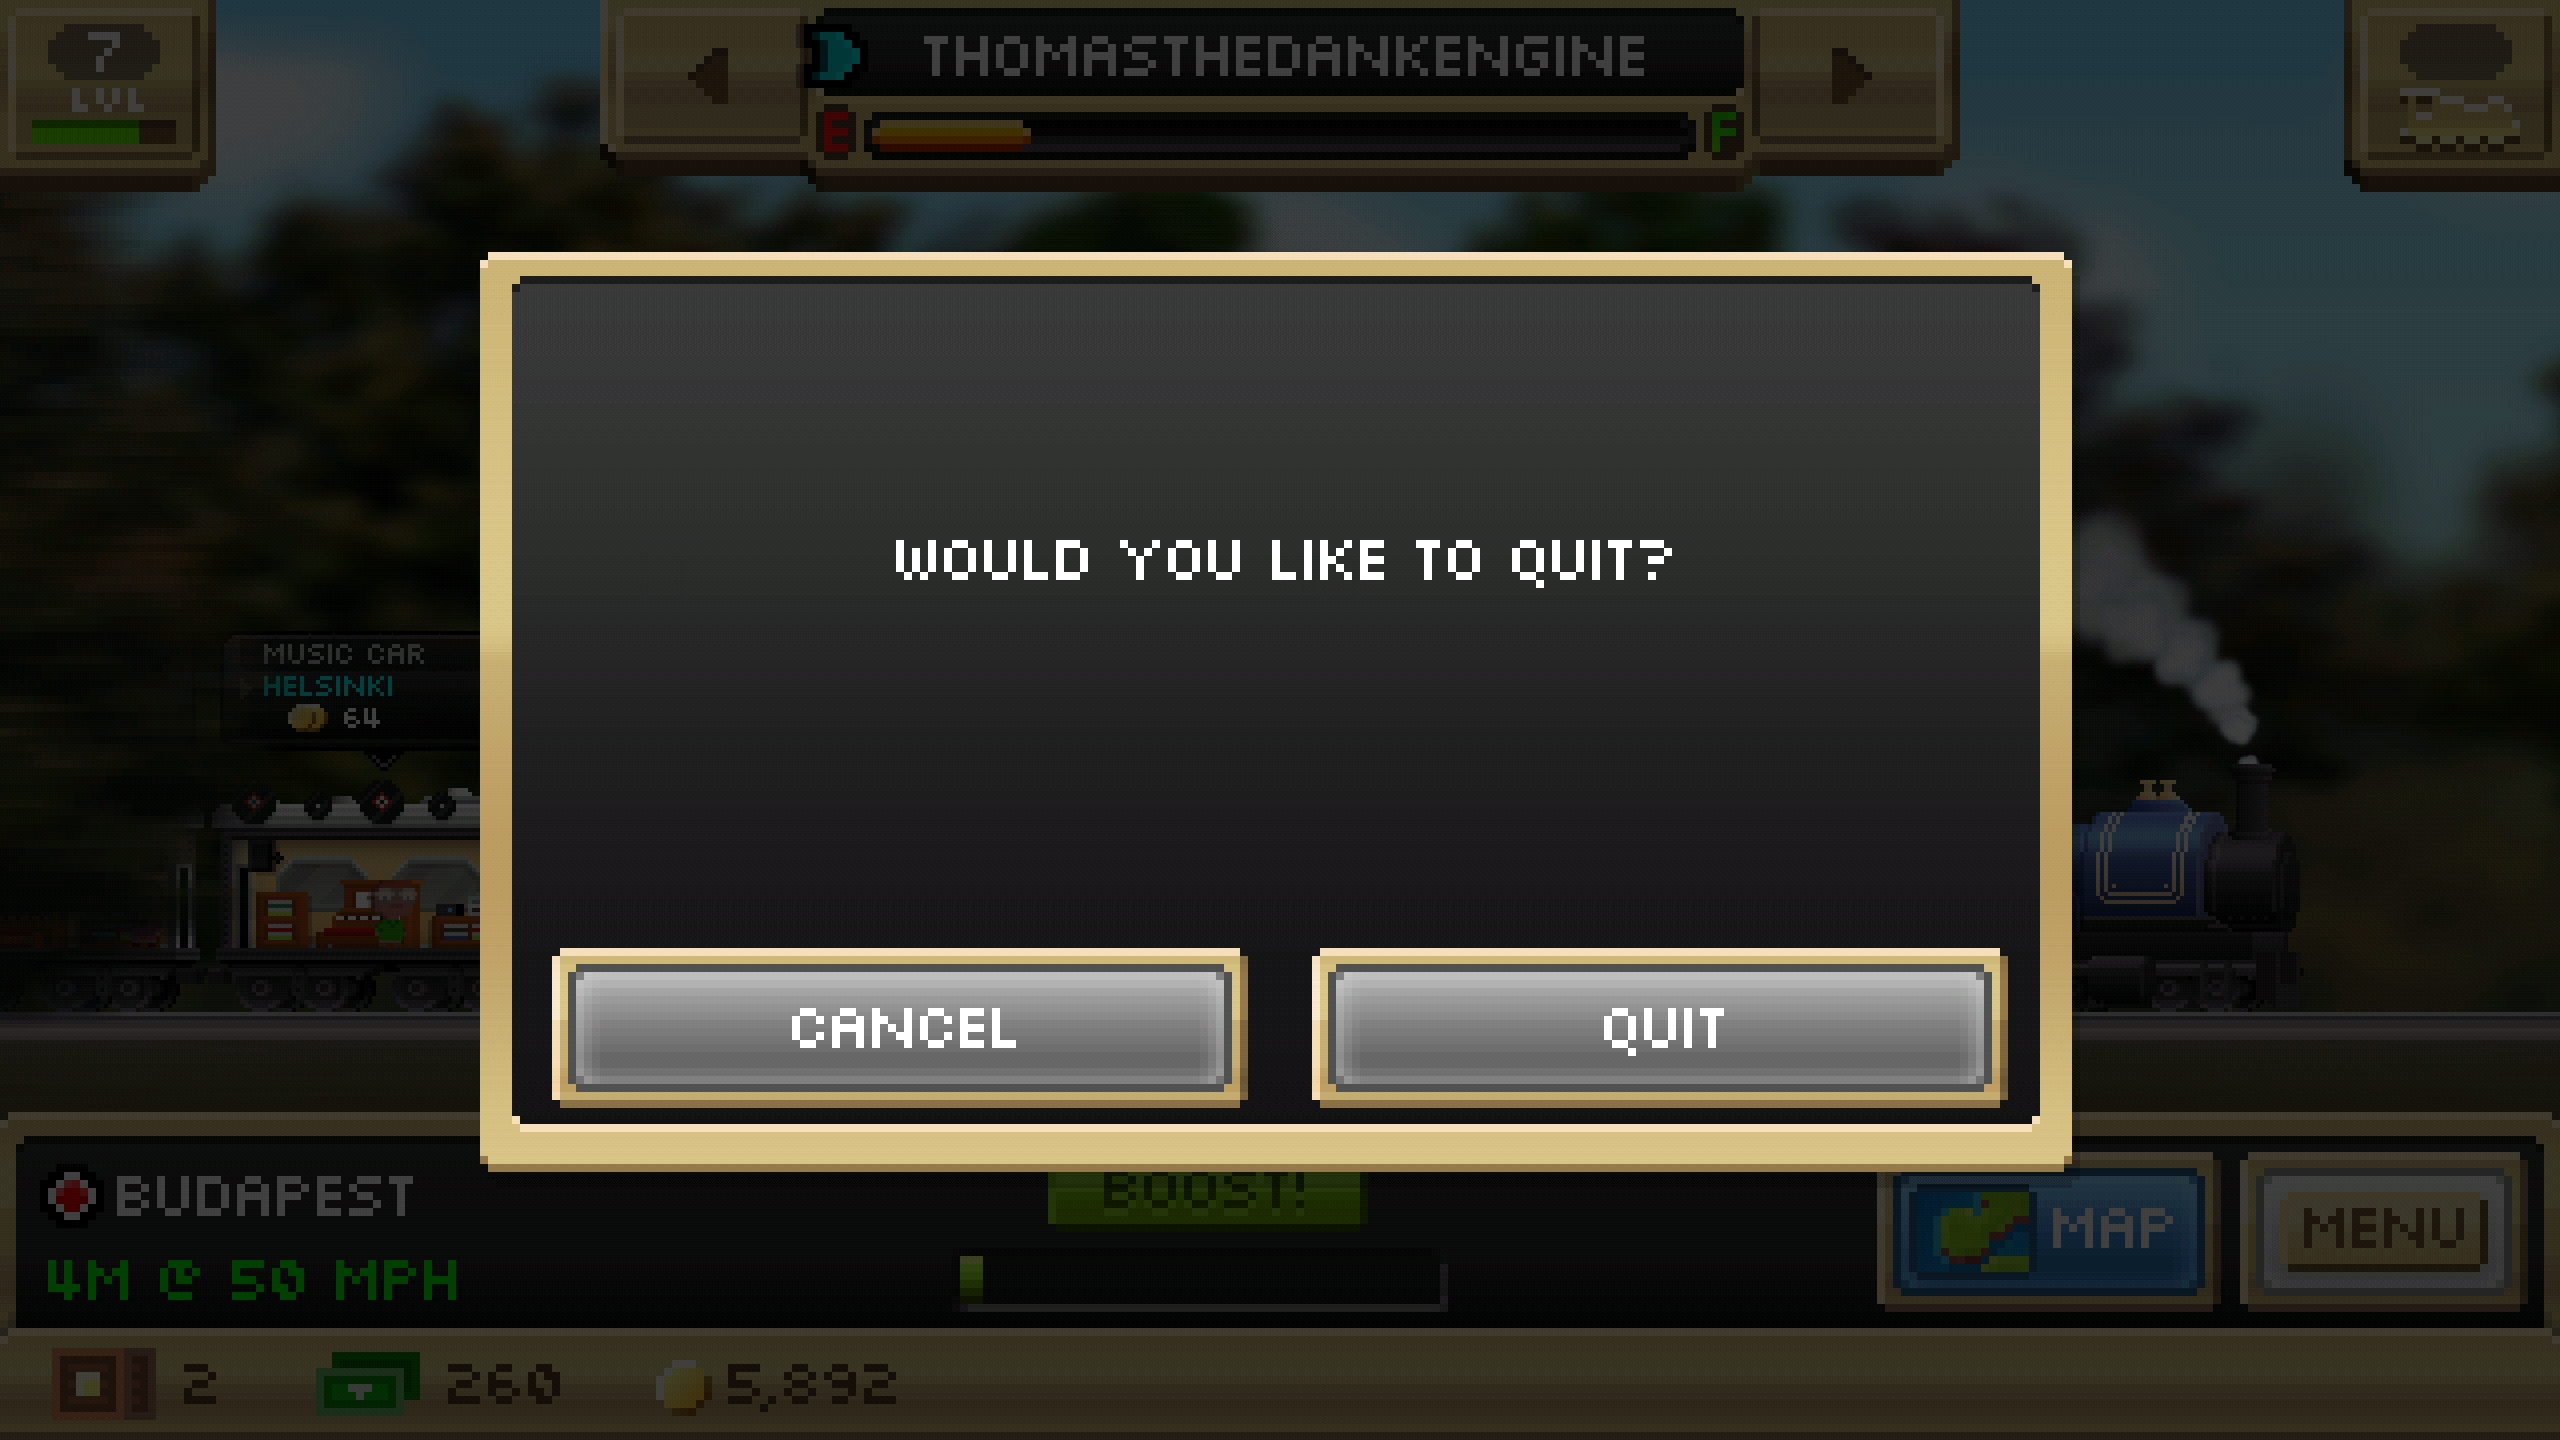 7
LVL
THOMASTHEDANKENGINE
E F
WOULD YOU LIKE TO QUIT?
MUSIC CAR
HELSINKI
64
CANCEL QUIT
BUDAPEST
4M @ 50 MPH
BOOST!
MAP
MENU
2 260 5,892